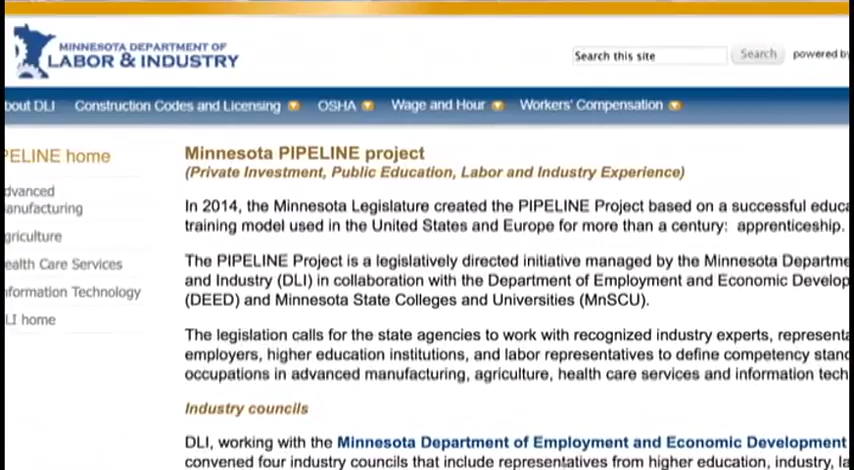 MINNESOTA DEPARTMENT OF
LABOR & INDUSTRY
Search this site
Search
powered by
bout DLI
Construction Codes and Licensing
OSHA
Wage and Hour
Workers' Compensation
PELINE home
dvanced
anufacturing
griculture
ealth Care Services
nformation Technology
LI home
Minnesota PIPELINE project
(Private Investment, Public Education, Labor and Industry Experience)
In 2014, the Minnesota Legislature created the PIPELINE Project based on a successful educa
training model used in the United States and Europe for more than a century: apprenticeship.
The PIPELINE Project is a legislatively directed initiative managed by the Minnesota Departme
and Industry (DLI) in collaboration with the Department of Employment and Economic Develop
(DEED) and Minnesota State Colleges and Universities (MnSCU).
The legislation calls for the state agencies to work with recognized industry experts, representa
employers, higher education institutions, and labor representatives to define competency stand
occupations in advanced manufacturing, agriculture, health care services and information tech
Industry councils
DLI, working with the Minnesota Department of Employment and Economic Development
convened four industry councils that include representatives from higher education, industry, la